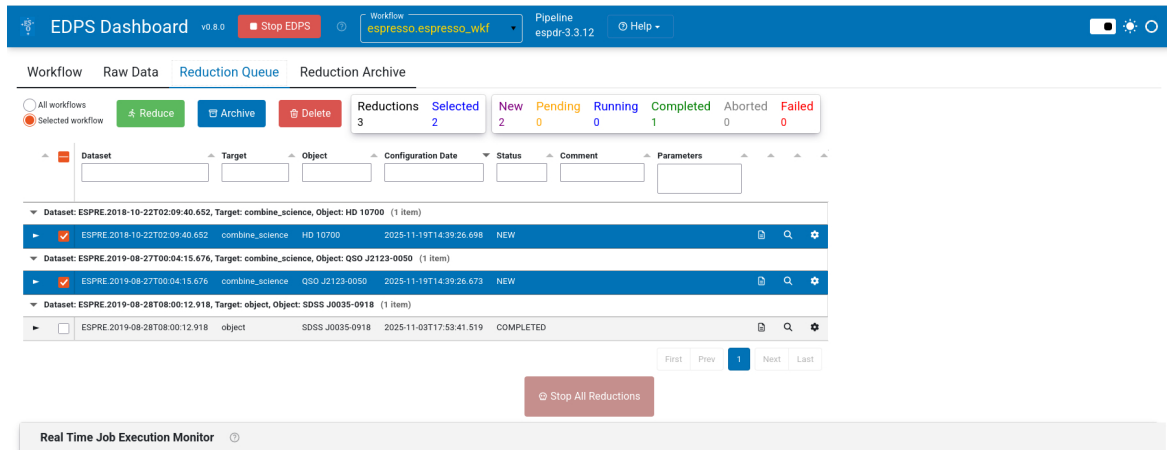 EDPS Dashboard v0.8.0 Stop EDPS Workflow espresso.espresso_wkf Pipeline espdr-3.3.12 Help
Workflow Raw Data Reduction Queue Reduction Archive
All workflows
Selected workflow
Reduce Archive Delete
Reductions Selected New Pending Running Completed Aborted Failed
3 2 2 0 0 1 0 0
Dataset Target Object Configuration Date Status Comment Parameters
Dataset: ESPRE.2018-10-22T02:09:40.652, Target: combine_science, Object: HD 10700 (1 item)
ESPRE.2018-10-22T02:09:40.652 combine_science HD 10700 2025-11-19T14:39:26.698 NEW
Dataset: ESPRE.2019-08-27T00:04:15.676, Target: combine_science, Object: QSO J2123-0050 (1 item)
ESPRE.2019-08-27T00:04:15.676 combine_science QSO J2123-0050 2025-11-19T14:39:26.673 NEW
Dataset: ESPRE.2019-08-28T08:00:12.918, Target: object, Object: SDSS J0035-0918 (1 item)
ESPRE.2019-08-28T08:00:12.918 object SDSS J0035-0918 2025-11-03T17:53:41.519 COMPLETED
First Prev 1 Next Last
Stop All Reductions
Real Time Job Execution Monitor